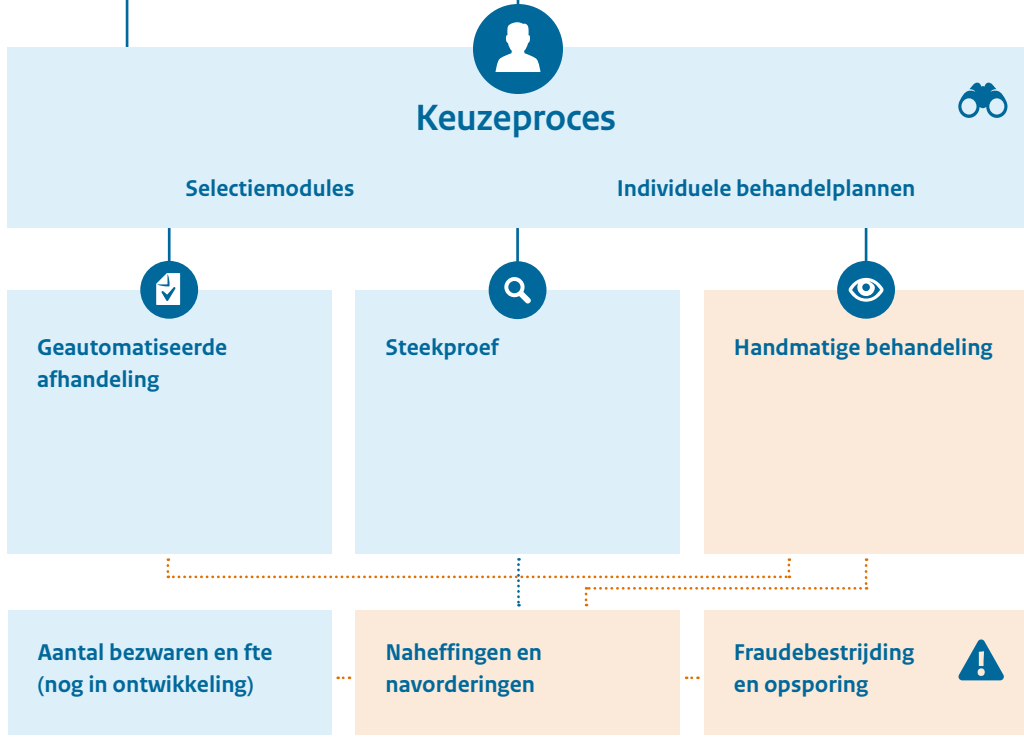 Keuzeproces
Selectiemodules
Individuele behandelplannen
Geautomatiseerde
afhandeling
Steekproef
Handmatige behandeling
Aantal bezwaren en fte
(nog in ontwikkeling)
Naheffingen en
navorderingen
Fraudebestrijding
en opsporing